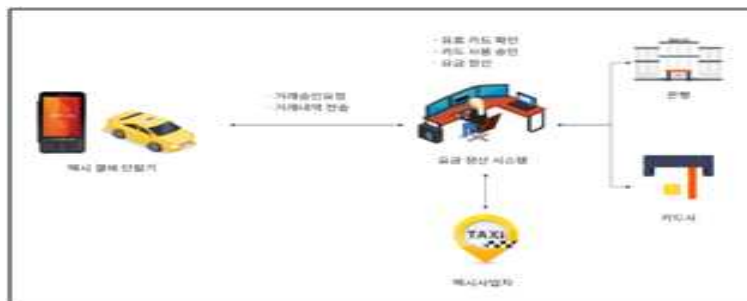 · 유효 카드 확인
· 카드 사용 승인
· 요금 정산
· 거래승인요청
· 거래내역 전송
은행
택시 결제 단말기
요금 정산 시스템
카드사
TAXI
택시사업자